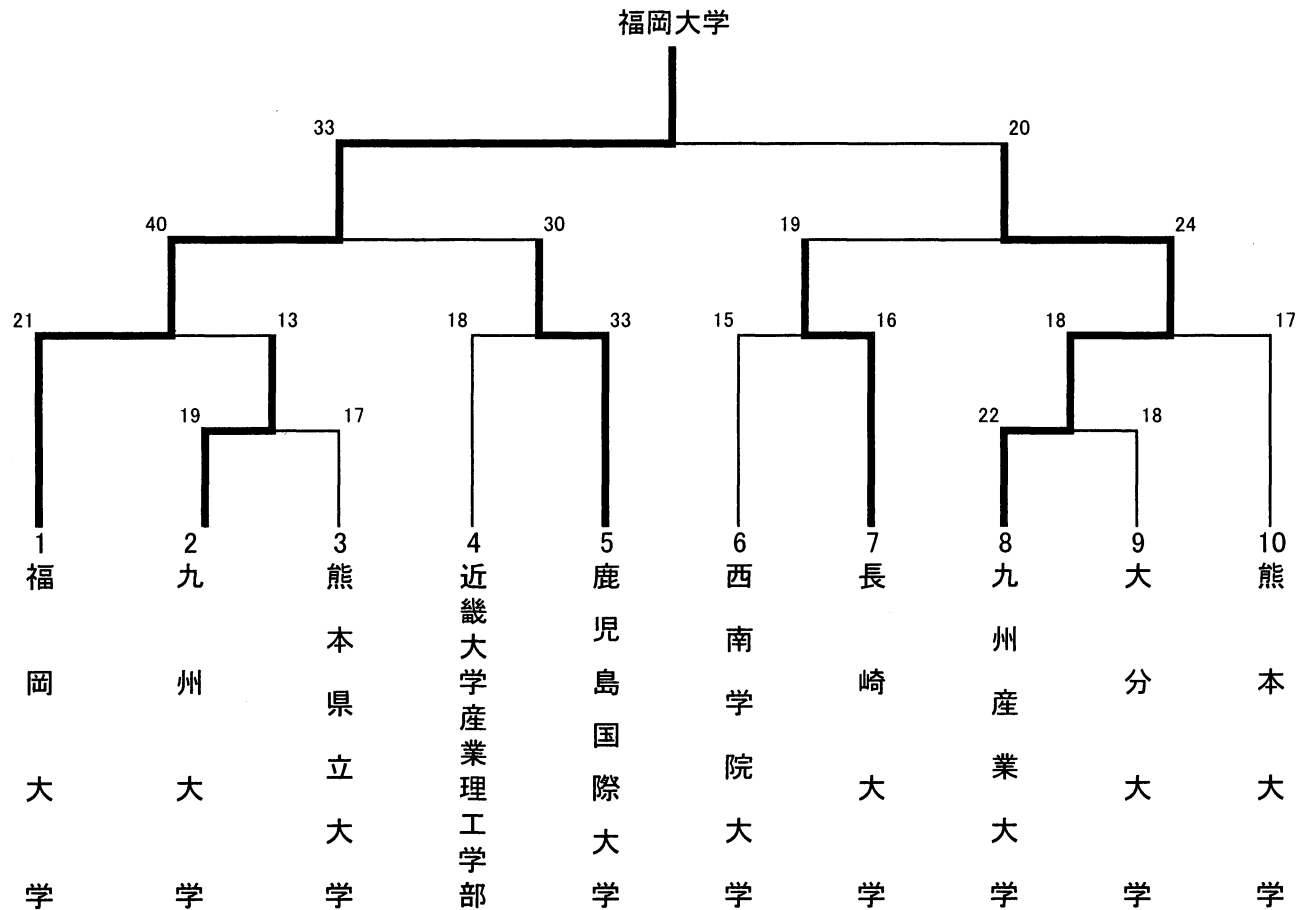 福岡大学
33 20
40 30 19 24
21 13 18 33 15 16 18 17
19 17 22 18
1 2 3 4 5 6 7 8 9 10
福岡大学
九州大学
熊本県立大学
近畿大学産業理工学部
鹿児島国際大学
西南学院大学
長崎大学
九州産業大学
大分大学
熊本大学